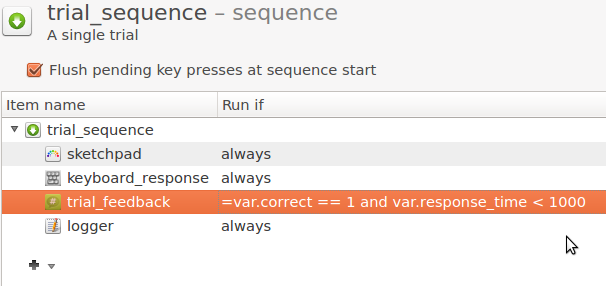 trial_sequence – sequence
A single trial
Flush pending key presses at sequence start
Item name Run if
trial_sequence
sketchpad always
keyboard_response always
trial_feedback =var.correct == 1 and var.response_time < 1000
logger always